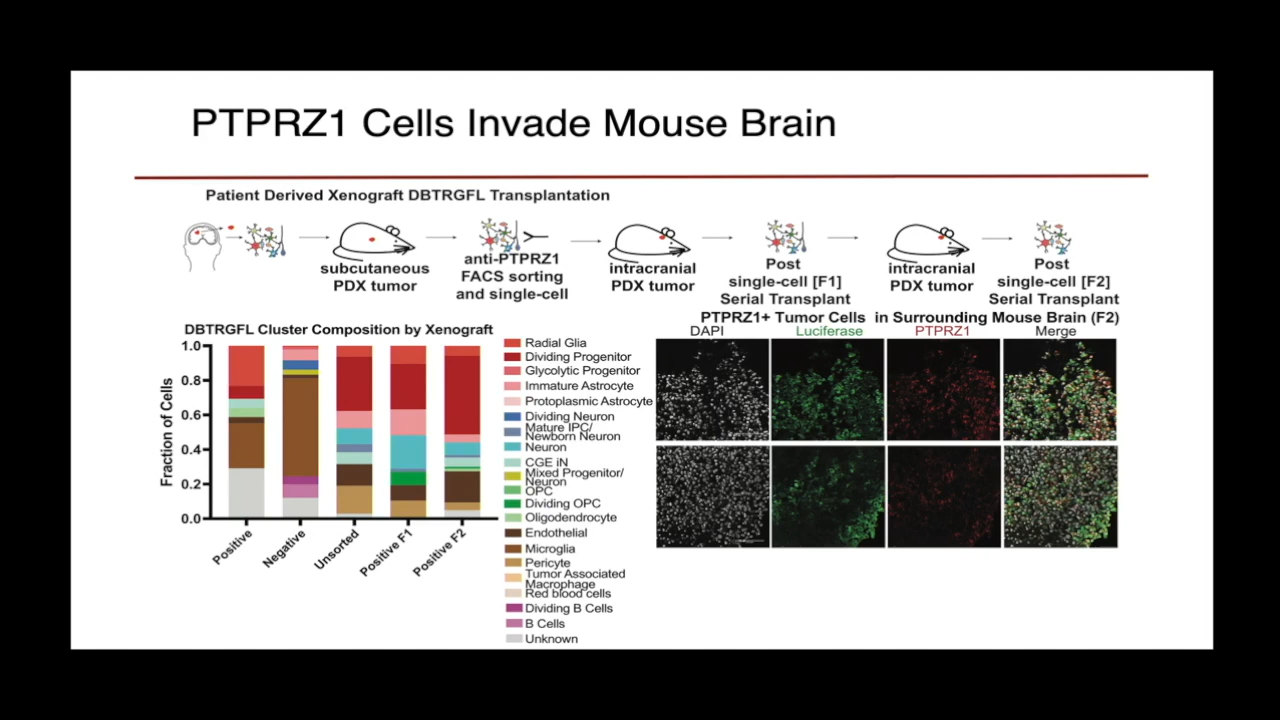 PTPRZ1 Cells Invade Mouse Brain
Patient Derived Xenograft DBTRGFL Transplantation
subcutaneous
PDX tumor
anti-PTPRZ1
FACS sorting
and single-cell
intracranial
PDX tumor
Post
single-cell [F1]
Serial Transplant
intracranial
PDX tumor
Post
single-cell [F2]
Serial Transplant
DBTRGFL Cluster Composition by Xenograft
Fraction of Cells
1.0
0.8
0.6
0.4
0.2
0.0
Positive
Negative
Unsorted
Positive F1
Positive F2
Radial Glia
Dividing Progenitor
Glycolytic Progenitor
Immature Astrocyte
Protoplasmic Astrocyte
Dividing Neuron
Mature IPC/
Newborn Neuron
Neuron
CGE iN
Mixed Progenitor/
Neuron
OPC
Dividing OPC
Oligodendrocyte
Endothelial
Microglia
Pericyte
Tumor Associated
Macrophage
Red blood cells
Dividing B Cells
B Cells
Unknown
PTPRZ1+ Tumor Cells in Surrounding Mouse Brain (F2)
DAPI
Luciferase
PTPRZ1
Merge